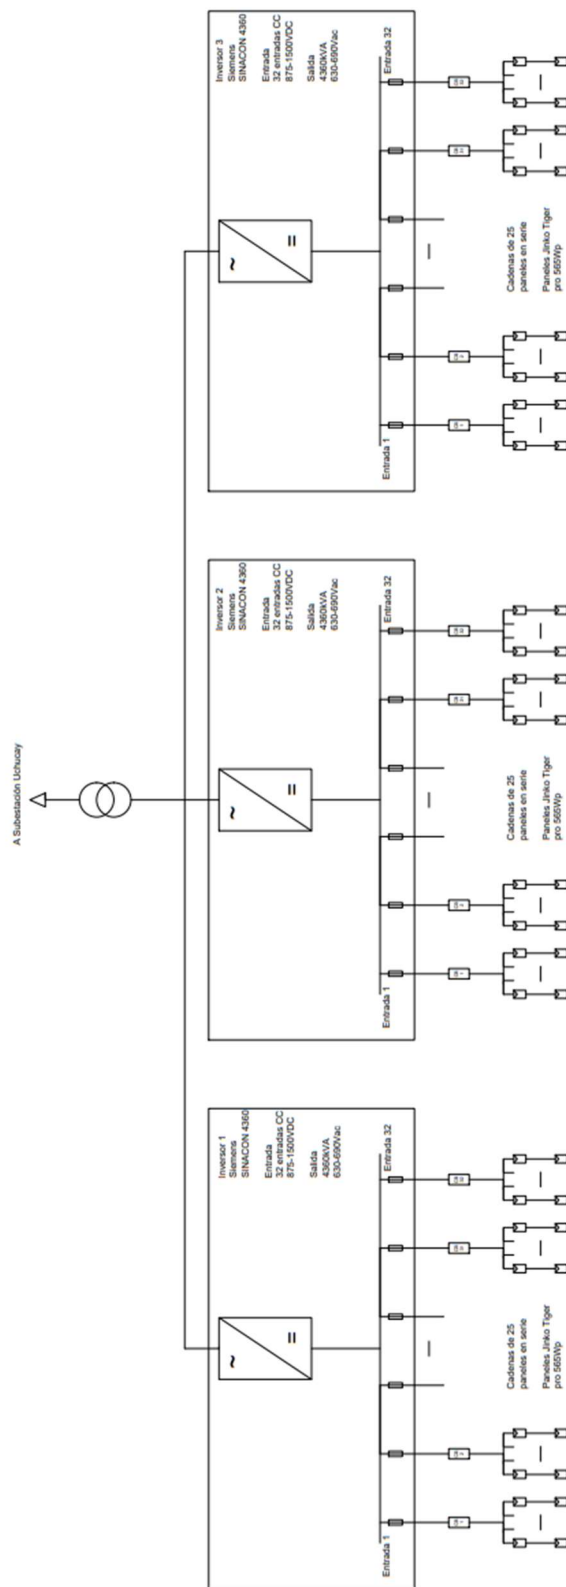 A Subestación Uchucay
Inversor 1
Siemens
SINACON 4360
Entrada
32 entradas CC
875-1500VDC
Salida
4360kVA
630-690Vac
Entrada 1
Entrada 32
Cadenas de 25
paneles en serie
Paneles Jinko Tiger
pro 565Wp
Inversor 2
Siemens
SINACON 4360
Entrada
32 entradas CC
875-1500VDC
Salida
4360kVA
630-690Vac
Entrada 1
Entrada 32
Cadenas de 25
paneles en serie
Paneles Jinko Tiger
pro 565Wp
Inversor 3
Siemens
SINACON 4360
Entrada
32 entradas CC
875-1500VDC
Salida
4360kVA
630-690Vac
Entrada 1
Entrada 32
Cadenas de 25
paneles en serie
Paneles Jinko Tiger
pro 565Wp